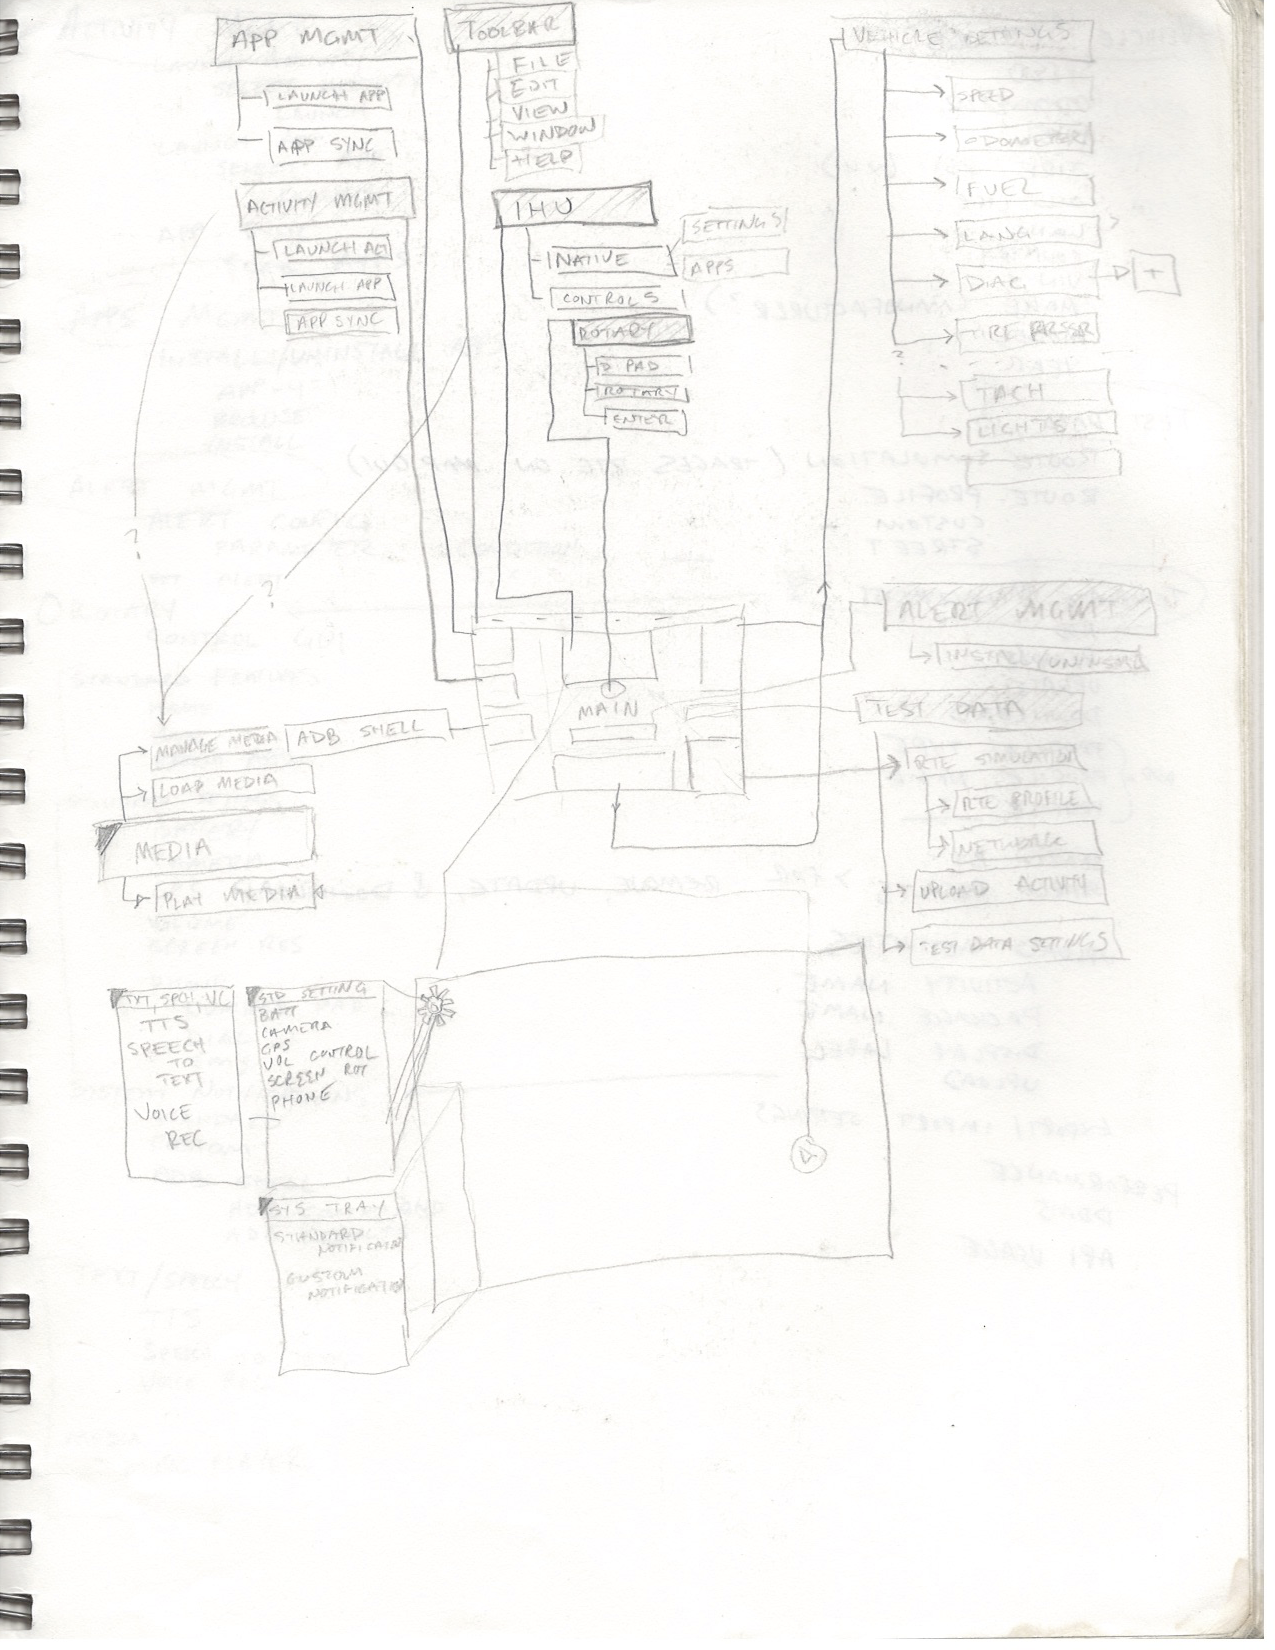 APP MGMT
LAUNCH APP
APP SYNC
ACTIVITY MGMT
LAUNCH ACT
LAUNCH APP
APP SYNC
TOOLBAR
FILE
EDIT
VIEW
WINDOW
HELP
IHU
NATIVE
SETTINGS
APPS
CONTROLS
ROTARY
D PAD
ROTARY
ENTER
VEHICLE SETTINGS
SPEED
ODOMETER
FUEL
DIAG
+
TIRE PRSSR
?
TACH
LIGHTS
?
?
ALERT MGMT
INSTALL/UNINSTALL
MAIN
TEST DATA
RTE SIMULATION
RTE PROFILE
NETWORK
UPLOAD ACTIVITY
TEST DATA SETTINGS
MANAGE MEDIA
ADB SHELL
LOAD MEDIA
MEDIA
PLAY MEDIA
TTS
SPEECH
TO
TEXT
VOICE
REC
STD SETTING
BATT
CAMERA
GPS
VOL CONTROL
SCREEN ROT
PHONE
SYS TRAY
STANDARD
NOTIFICATION
CUSTOM
NOTIFICATION